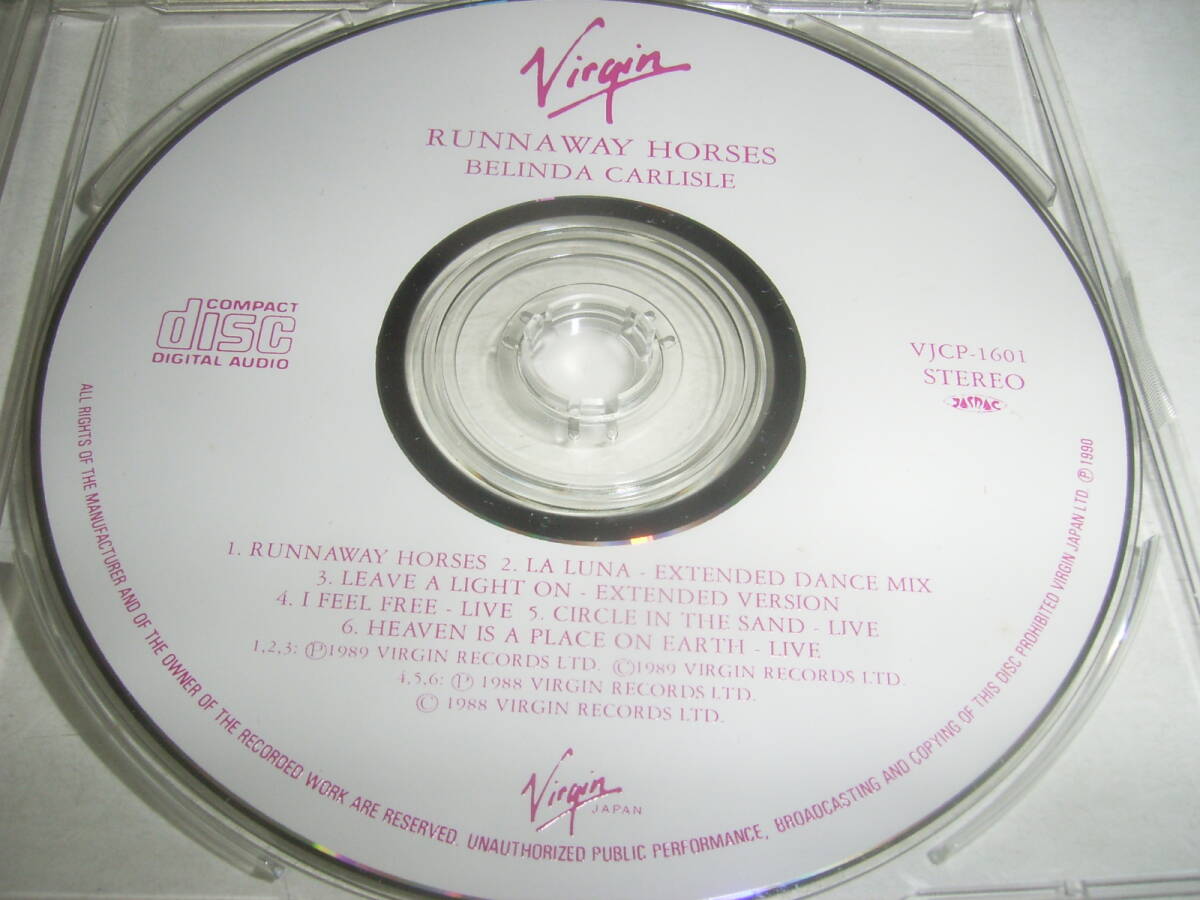 Virgin
RUNNAWAY HORSES
BELINDA CARLISLE
COMPACT
disc
DIGITAL AUDIO
VJCP-1601
STEREO
JASRAC
1. RUNNAWAY HORSES 2. LA LUNA - EXTENDED DANCE MIX
3. LEAVE A LIGHT ON - EXTENDED VERSION
4. I FEEL FREE - LIVE 5. CIRCLE IN THE SAND - LIVE
6. HEAVEN IS A PLACE ON EARTH - LIVE
1,2,3: Ⓟ1989 VIRGIN RECORDS LTD. ©1989 VIRGIN RECORDS LTD.
4,5,6: Ⓟ 1988 VIRGIN RECORDS LTD.
© 1988 VIRGIN RECORDS LTD.
Virgin
JAPAN
ALL RIGHTS OF THE MANUFACTURER AND OF THE OWNER OF THE RECORDED WORK ARE RESERVED. UNAUTHORIZED PUBLIC PERFORMANCE, BROADCASTING AND COPYING OF THIS DISC PROHIBITED VIRGIN JAPAN LTD. Ⓟ 1990